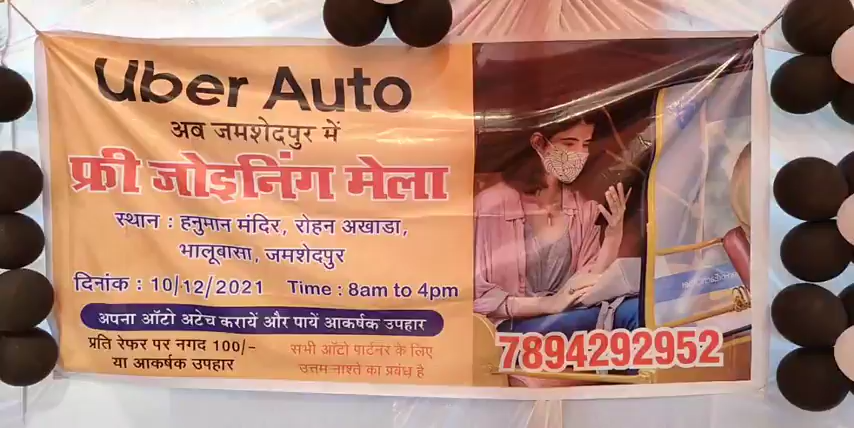 Uber Auto
अव जमशेदपुर में
फ्री जोइनिंग मेला
स्थान : हनुमान मंदिर, रोहन अखाडा,
भालूवासा, जमशेदपुर
दिनांक : 10/12/2021 Time : 8am to 4pm
अपना ऑटो अटेच करायें और पायें आकर्षक उपहार
प्रति रेफर पर नगद 100/-
या आकर्षक उपहार
सभी ऑटो पार्टनर के लिए
उत्तम नाश्ते का प्रबंध है
7894292952